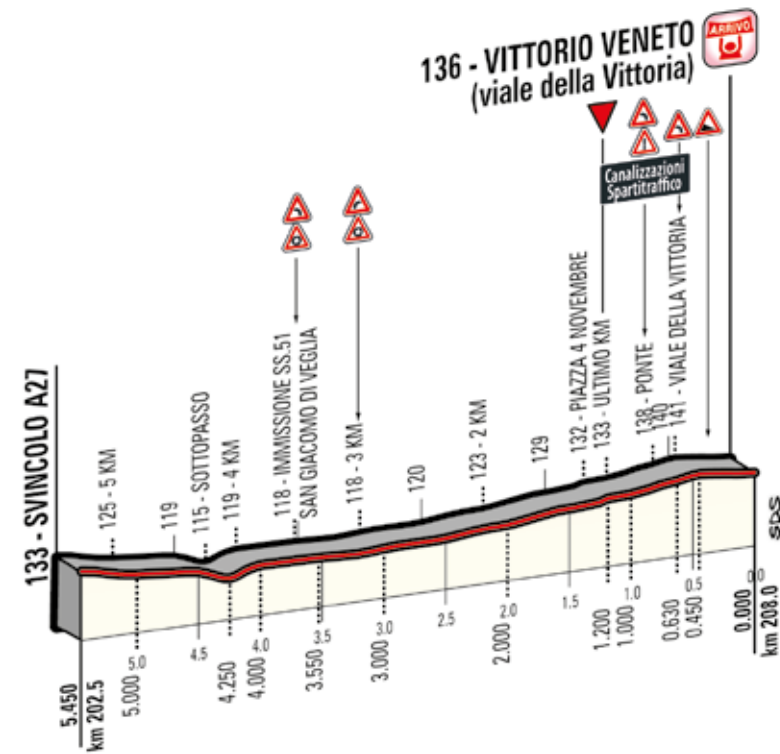 ARRIVO
136 - VITTORIO VENETO
(viale della Vittoria)
Canalizzazioni
Spartitraffico
133 - SVINCOLO A27
125 - 5 KM
119
115 - SOTTOPASSO
119 - 4 KM
118 - IMMISSIONE SS.51
SAN GIACOMO DI VEGLIA
118 - 3 KM
120
123 - 2 KM
129
132 - PIAZZA 4 NOVEMBRE
133 - ULTIMO KM
138 - PONTE
140
141 - VIALE DELLA VITTORIA
SDS
5.0
4.5
4.0
3.5
3.0
2.5
2.0
1.5
1.0
0.5
0.0
5.450
km 202.5
5.000
4.250
4.000
3.550
3.000
2.000
1.200
1.000
0.630
0.450
0.000
km 208.0